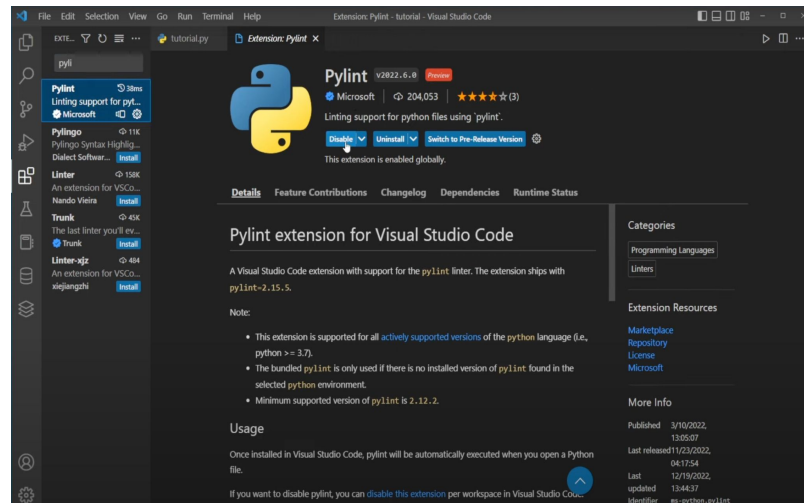 File Edit Selection View Go Run Terminal Help
Extension: Pylint - tutorial - Visual Studio Code
EXTE...
tutorial.py
Extension: Pylint
pyli
Pylint 38ms
Linting support for pyt...
Microsoft
Pylingo 11K
Pylingo Syntax Highlig...
Dialect Softwar... Install
Linter 158K
An extension for VSCo...
Nando Vieira Install
Trunk 45K
The last linter you'll ev...
Trunk Install
Linter-xjz 484
An extension for VSCo...
xiejiangzhi Install
Pylint v2022.6.0 Preview
Microsoft 204,053 (3)
Linting support for python files using `pylint`.
Disable Uninstall Switch to Pre-Release Version
This extension is enabled globally.
Details Feature Contributions Changelog Dependencies Runtime Status
Pylint extension for Visual Studio Code
A Visual Studio Code extension with support for the pylint linter. The extension ships with
pylint=2.15.5.
Note:
This extension is supported for all actively supported versions of the python language (i.e.,
python >= 3.7).
The bundled pylint is only used if there is no installed version of pylint found in the
selected python environment.
Minimum supported version of pylint is 2.12.2.
Usage
Once installed in Visual Studio Code, pylint will be automatically executed when you open a Python
file.
If you want to disable pylint, you can disable this extension per workspace in Visual Studio Code.
Categories
Programming Languages
Linters
Extension Resources
Marketplace
Repository
License
Microsoft
More Info
Published 3/10/2022,
13:05:07
Last released 11/23/2022,
04:17:54
Last 12/19/2022,
updated 13:44:37
Identifier ms-python.pylint